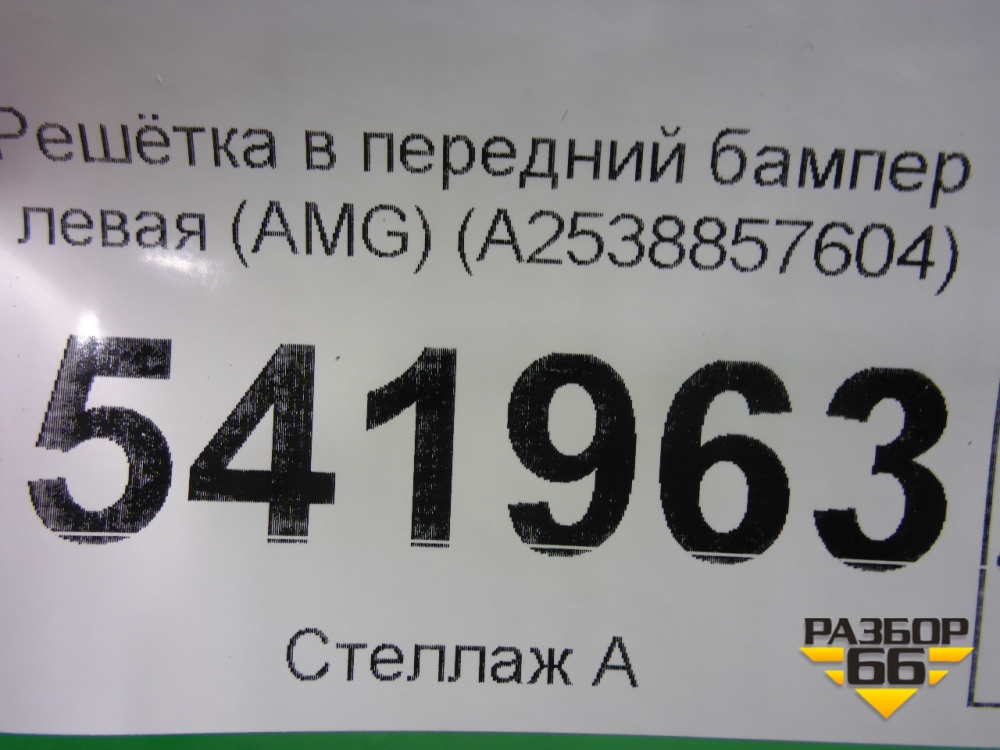 Решётка в передний бампер
левая (AMG) (A2538857604)
541963
Стеллаж А
РАЗБОР
66